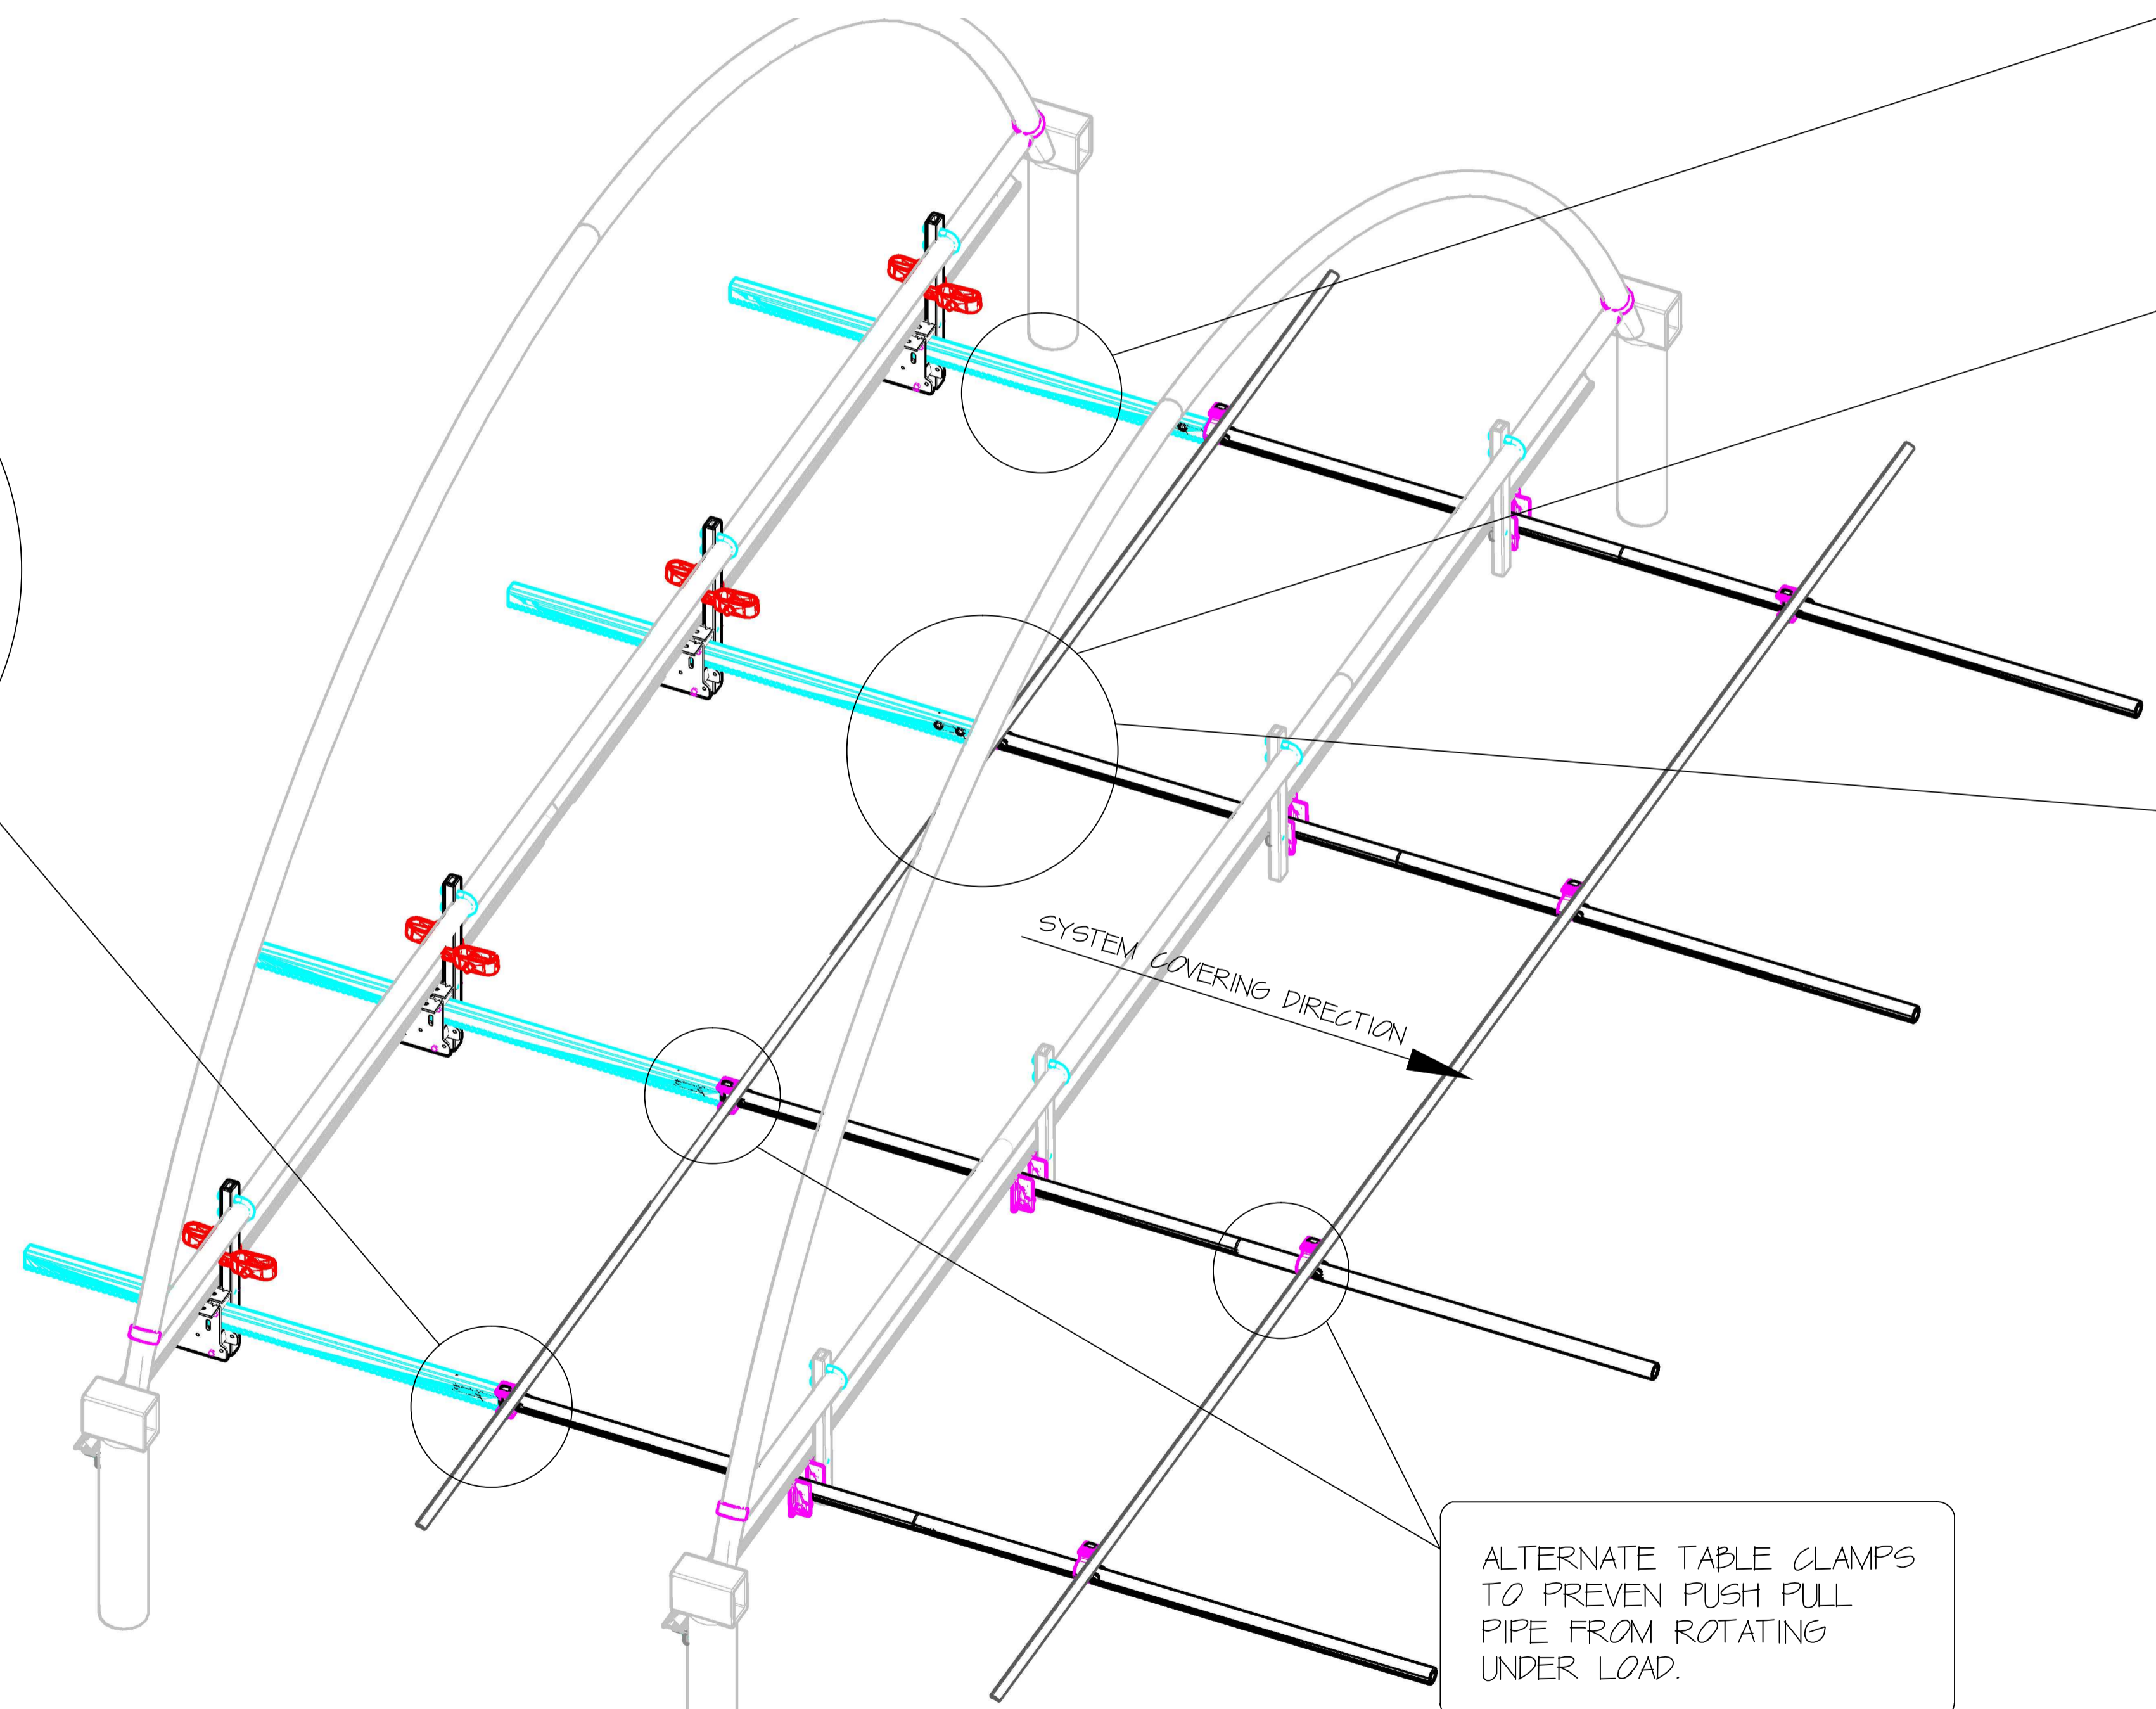 SYSTEM COVERING DIRECTION
ALTERNATE TABLE CLAMPS
TO PREVEN PUSH PULL
PIPE FROM ROTATING
UNDER LOAD.